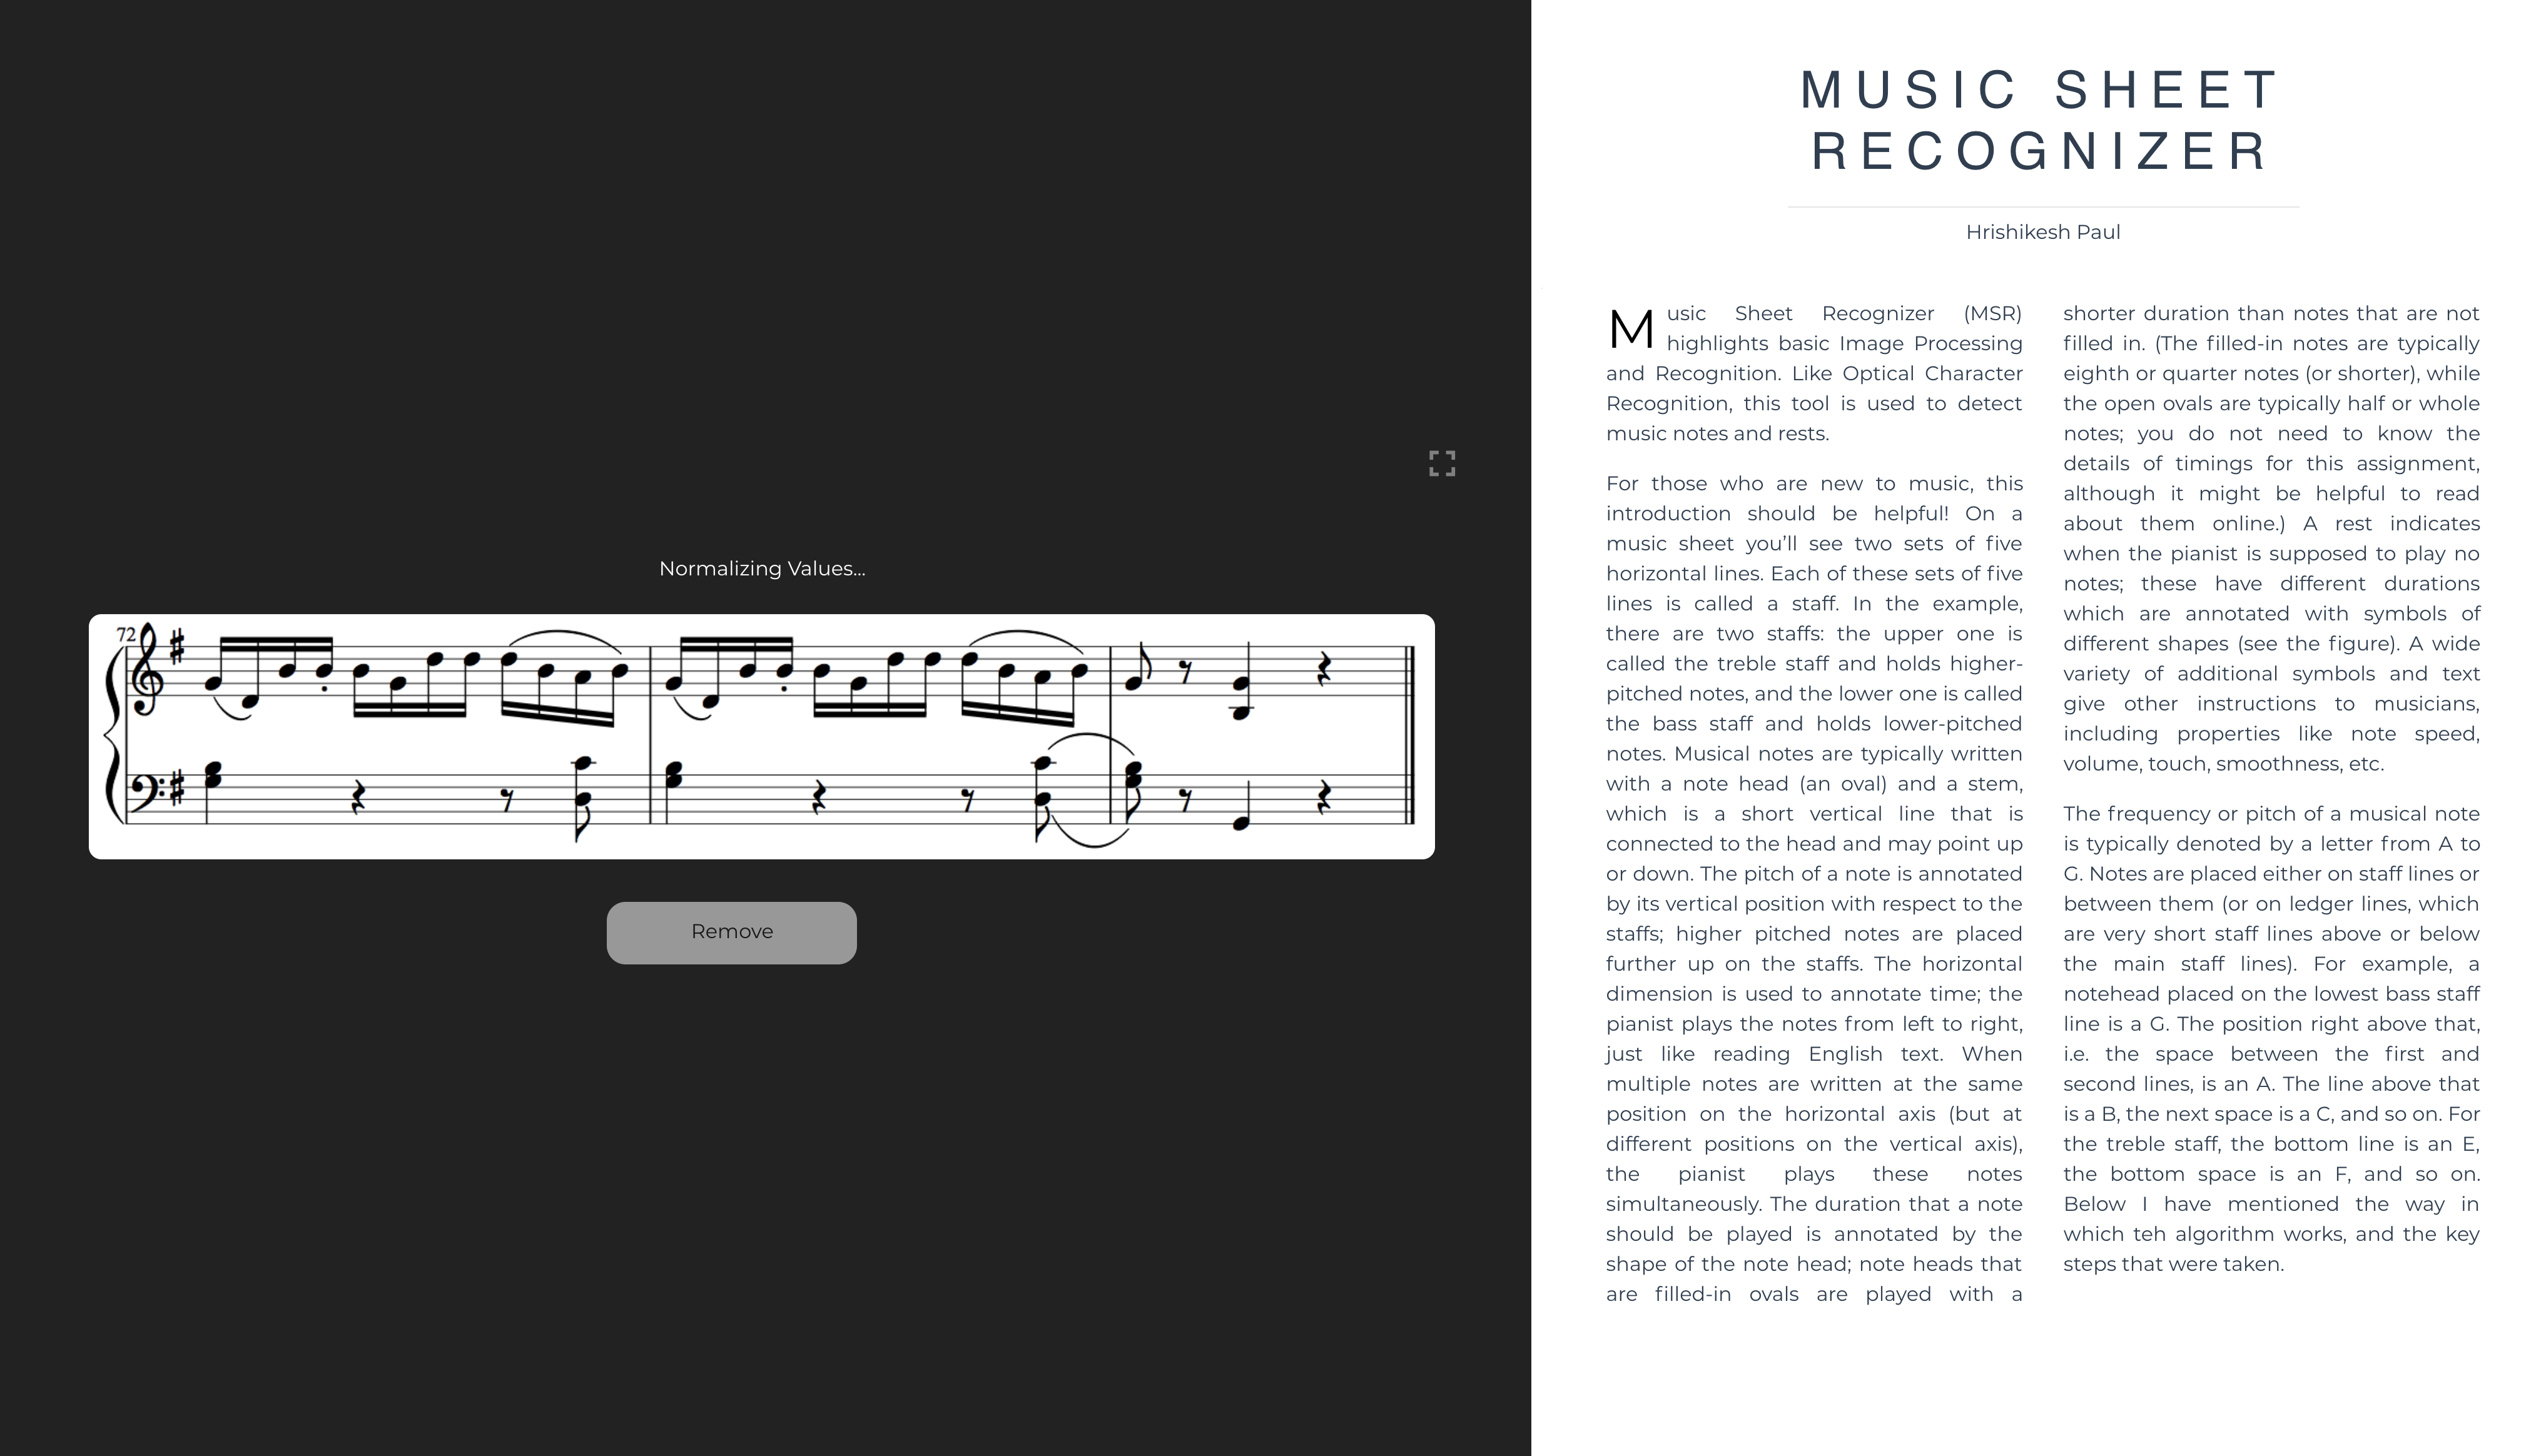 MUSIC SHEET
RECOGNIZER
Hrishikesh Paul
Normalizing Values...
72
Remove
Music Sheet Recognizer (MSR)
highlights basic Image Processing
and Recognition. Like Optical Character
Recognition, this tool is used to detect
music notes and rests.
For those who are new to music, this
introduction should be helpful! On a
music sheet you’ll see two sets of five
horizontal lines. Each of these sets of five
lines is called a staff. In the example,
there are two staffs: the upper one is
called the treble staff and holds higher-
pitched notes, and the lower one is called
the bass staff and holds lower-pitched
notes. Musical notes are typically written
with a note head (an oval) and a stem,
which is a short vertical line that is
connected to the head and may point up
or down. The pitch of a note is annotated
by its vertical position with respect to the
staffs; higher pitched notes are placed
further up on the staffs. The horizontal
dimension is used to annotate time; the
pianist plays the notes from left to right,
just like reading English text. When
multiple notes are written at the same
position on the horizontal axis (but at
different positions on the vertical axis),
the pianist plays these notes
simultaneously. The duration that a note
should be played is annotated by the
shape of the note head; note heads that
are filled-in ovals are played with a
shorter duration than notes that are not
filled in. (The filled-in notes are typically
eighth or quarter notes (or shorter), while
the open ovals are typically half or whole
notes; you do not need to know the
details of timings for this assignment,
although it might be helpful to read
about them online.) A rest indicates
when the pianist is supposed to play no
notes; these have different durations
which are annotated with symbols of
different shapes (see the figure). A wide
variety of additional symbols and text
give other instructions to musicians,
including properties like note speed,
volume, touch, smoothness, etc.
The frequency or pitch of a musical note
is typically denoted by a letter from A to
G. Notes are placed either on staff lines or
between them (or on ledger lines, which
are very short staff lines above or below
the main staff lines). For example, a
notehead placed on the lowest bass staff
line is a G. The position right above that,
i.e. the space between the first and
second lines, is an A. The line above that
is a B, the next space is a C, and so on. For
the treble staff, the bottom line is an E,
the bottom space is an F, and so on.
Below I have mentioned the way in
which teh algorithm works, and the key
steps that were taken.